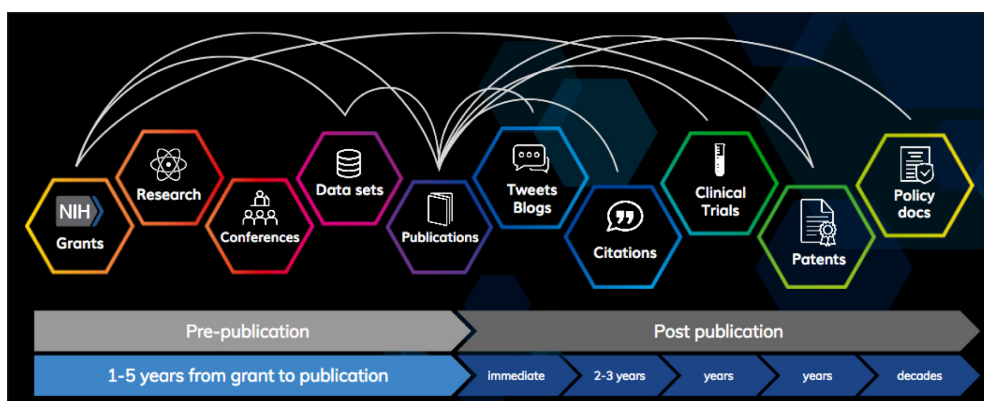 NIH
Grants
Research
Conferences
Data sets
Publications
Tweets
Blogs
Citations
Clinical
Trials
Patents
Policy
docs
Pre-publication
Post publication
1-5 years from grant to publication
immediate
2-3 years
years
years
decades